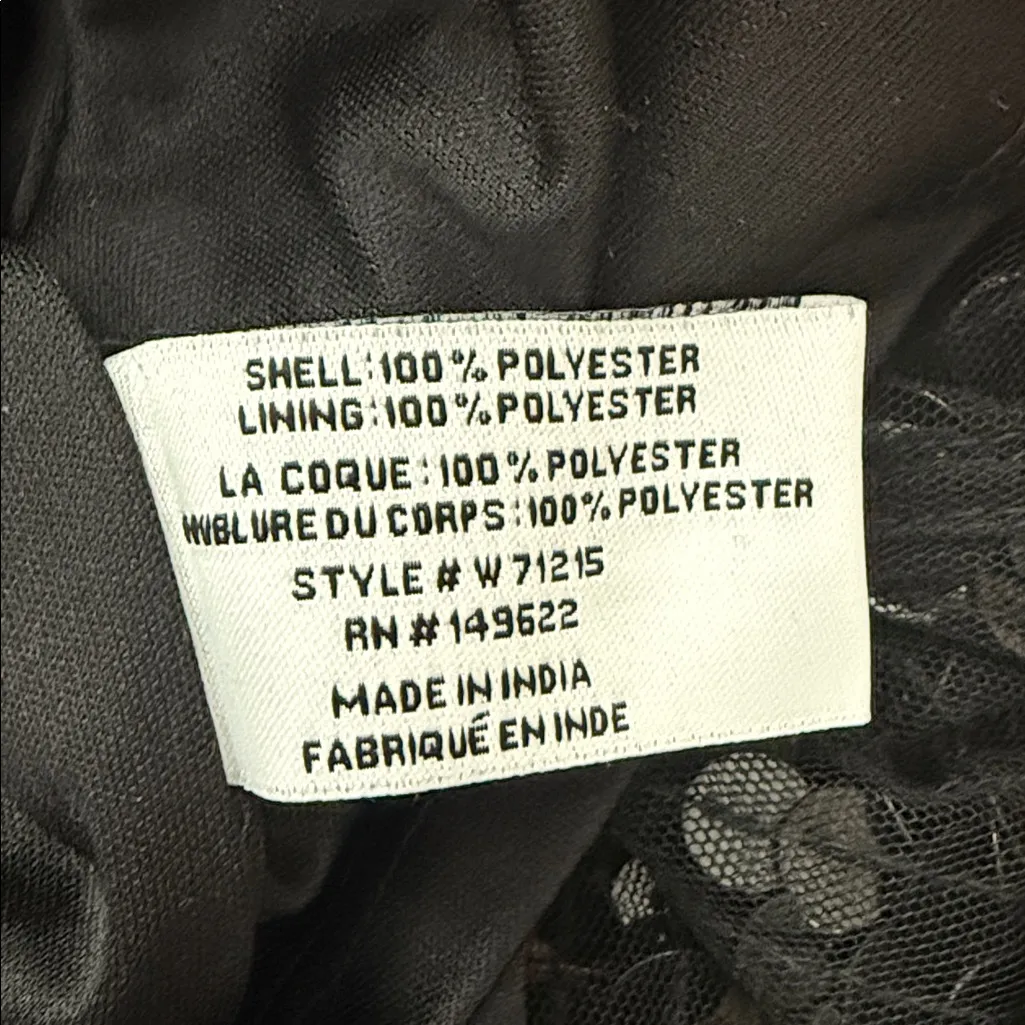 SHELL:100% POLYESTER
LINING:100% POLYESTER
LA COQUE:100% POLYESTER
DU CORPS:100% POLYESTER
STYLE # W 71215
RN # 149622
MADE IN INDIA
FABRIQUÉ EN INDE